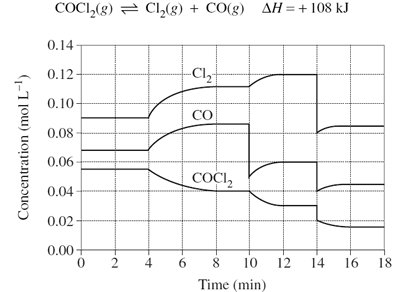 COCl₂(g) ⇌ Cl₂(g) + CO(g) ΔH = + 108 kJ
0.14
0.12
0.10
0.08
0.06
0.04
0.02
0.00
Concentration (mol L⁻¹)
Cl₂
CO
COCl₂
0 2 4 6 8 10 12 14 16 18
Time (min)